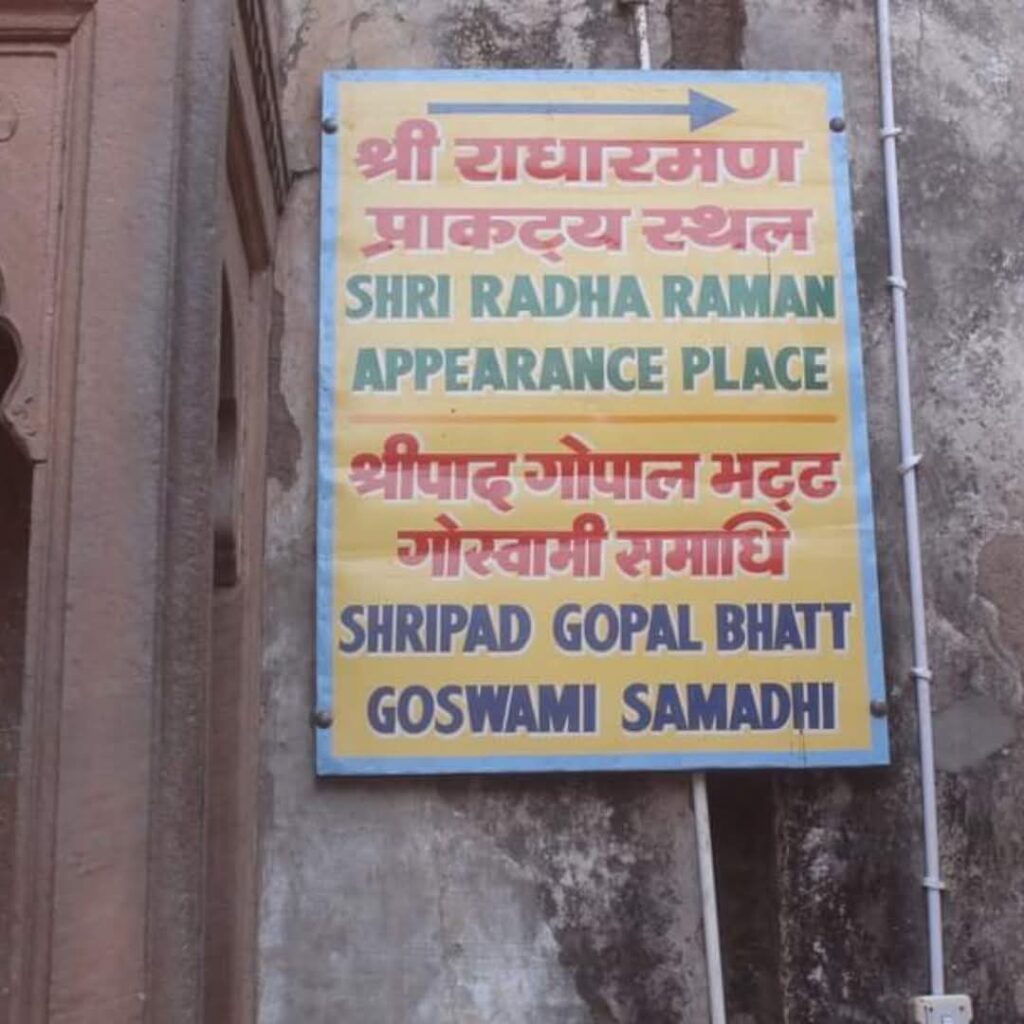 श्री राधारमण
प्राकट्य स्थल
SHRI RADHA RAMAN
APPEARANCE PLACE
श्रीपाद गोपाल भट्ट
गोस्वामी समाधि
SHRIPAD GOPAL BHATT
GOSWAMI SAMADHI